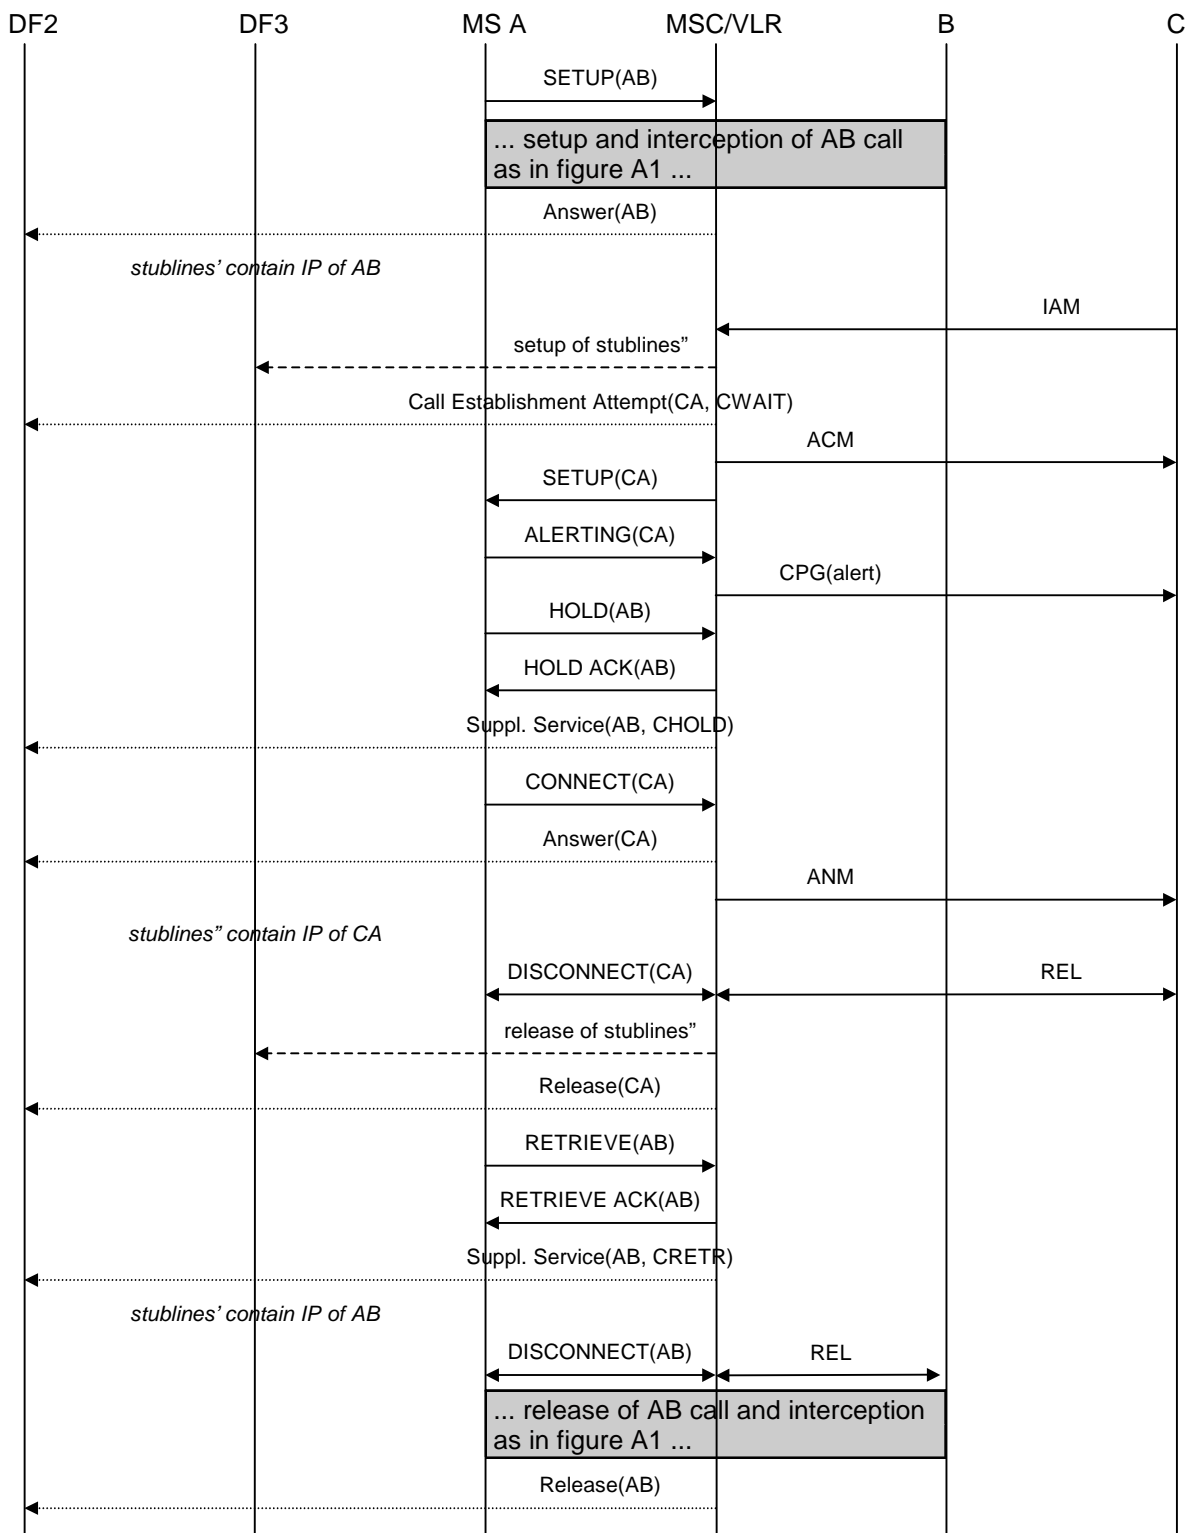 DF2 DF3 MS A MSC/VLR B C
SETUP(AB)
... setup and interception of AB call
as in figure A1 ...
Answer(AB)
stublines’ contain IP of AB
IAM
setup of stublines”
Call Establishment Attempt(CA, CWAIT)
ACM
SETUP(CA)
ALERTING(CA)
CPG(alert)
HOLD(AB)
HOLD ACK(AB)
Suppl. Service(AB, CHOLD)
CONNECT(CA)
Answer(CA)
ANM
stublines” contain IP of CA
DISCONNECT(CA) REL
release of stublines”
Release(CA)
RETRIEVE(AB)
RETRIEVE ACK(AB)
Suppl. Service(AB, CRETR)
stublines’ contain IP of AB
DISCONNECT(AB) REL
... release of AB call and interception
as in figure A1 ...
Release(AB)